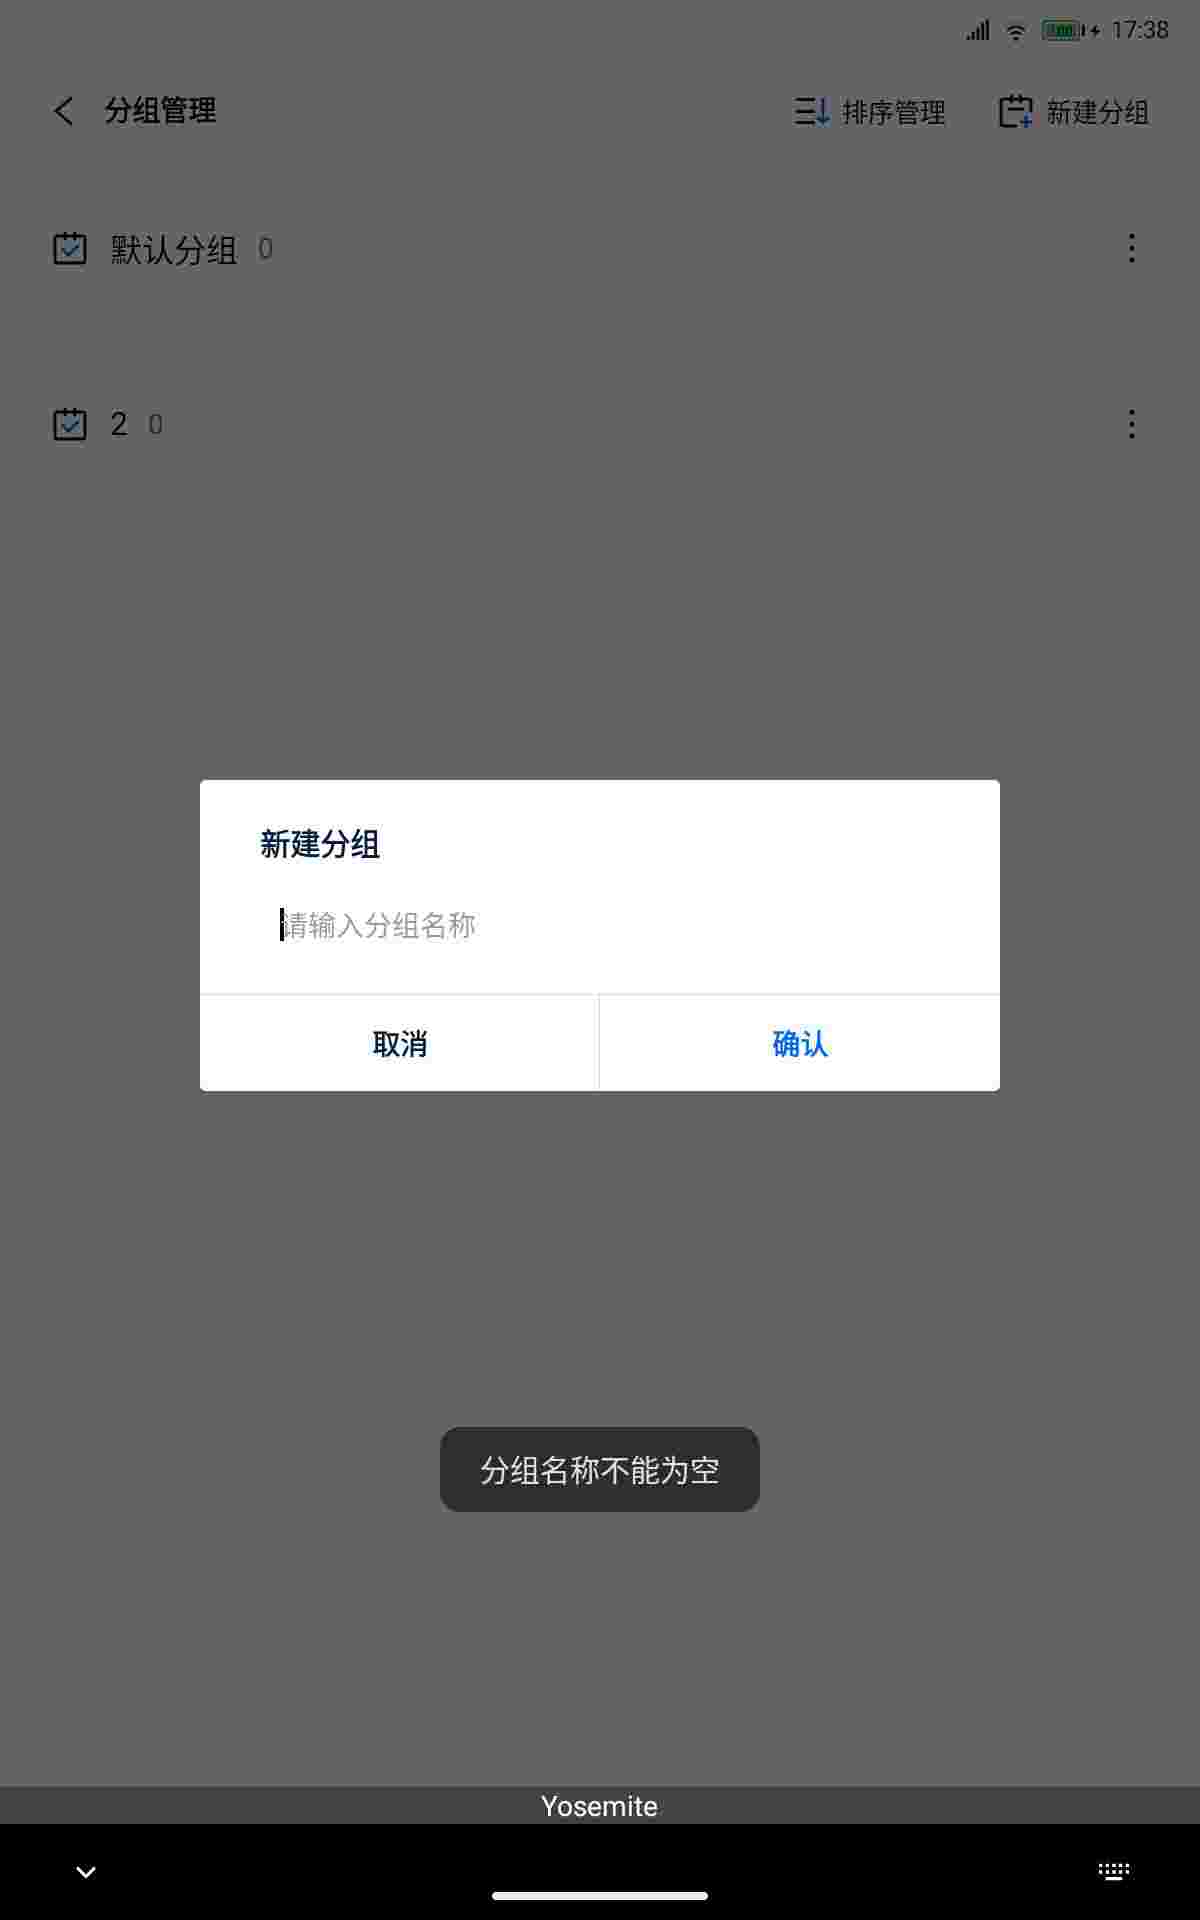 17:38
分组管理 排序管理 新建分组
默认分组 0
2 0
新建分组
请输入分组名称
取消 确认
分组名称不能为空
Yosemite